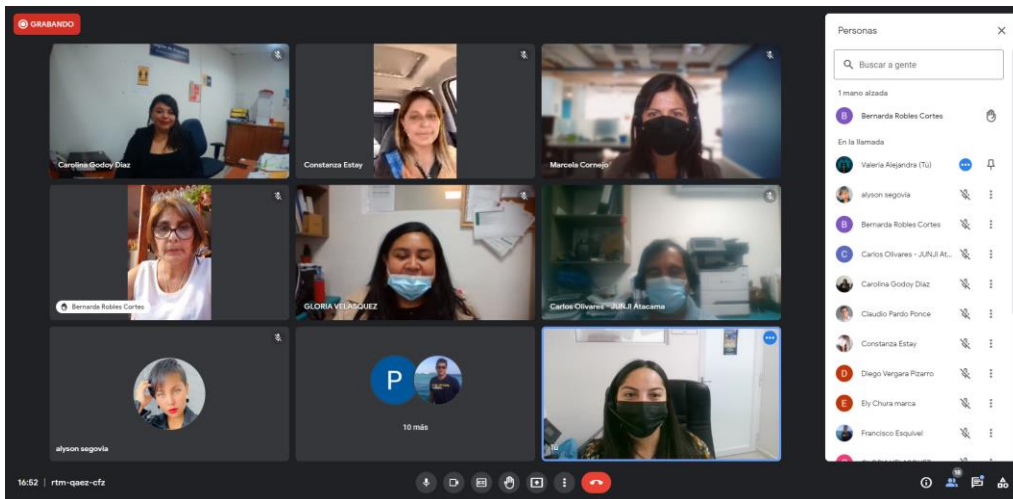 GRABANDO
Carolina Godoy Díaz
Constanza Estay
Marcela Cornejo
Bernarda Robles Cortes
GLORIA VELASQUEZ
Carlos Olivares - JUNJI Atacama
alyson segovia
P
10 más
Tú
16:52 | rtm-qaez-cfz
Personas
Buscar a gente
1 mano alzada
B Bernarda Robles Cortes
En la llamada
Valeria Alejandra (Tú)
alyson segovia
B Bernarda Robles Cortes
C Carlos Olivares - JUNJI At...
Carolina Godoy Díaz
Claudio Pardo Ponce
Constanza Estay
D Diego Vergara Pizarro
E Ely Chura marca
Francisco Esquivel
18